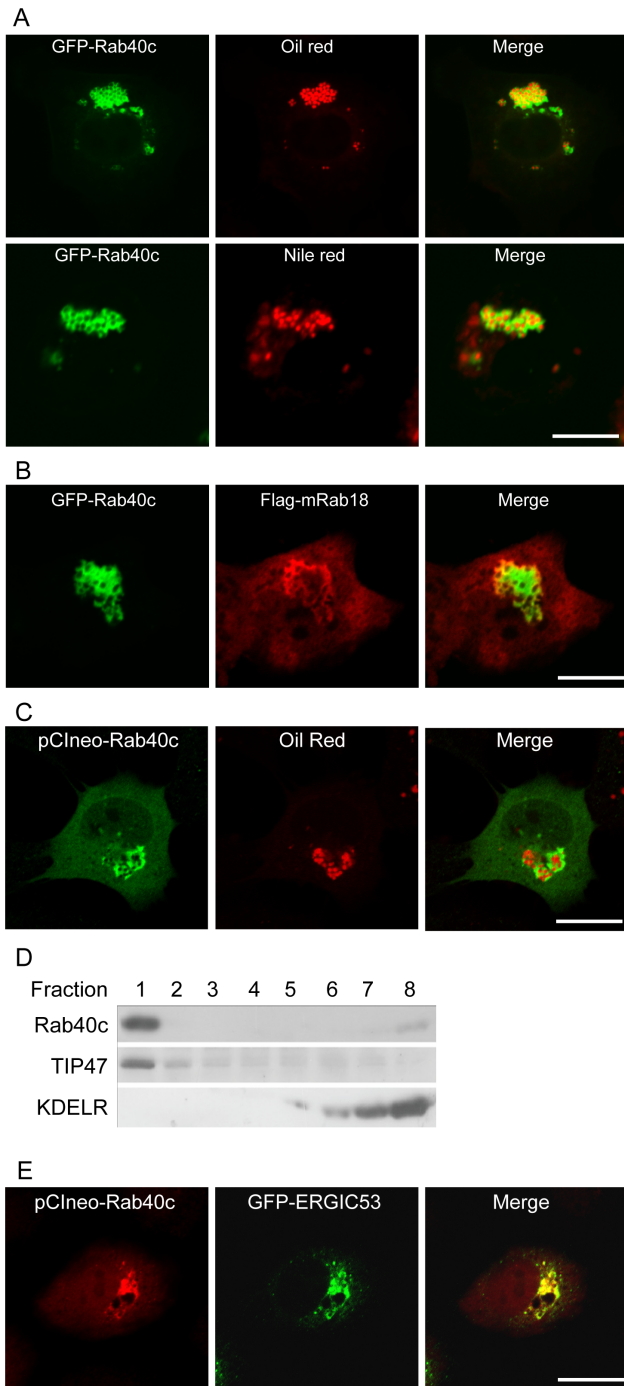 A
GFP-Rab40c Oil red Merge
GFP-Rab40c Nile red Merge
B
GFP-Rab40c Flag-mRab18 Merge
C
pCIneo-Rab40c Oil Red Merge
D
Fraction 1 2 3 4 5 6 7 8
Rab40c
TIP47
KDELR
E
pCIneo-Rab40c GFP-ERGIC53 Merge